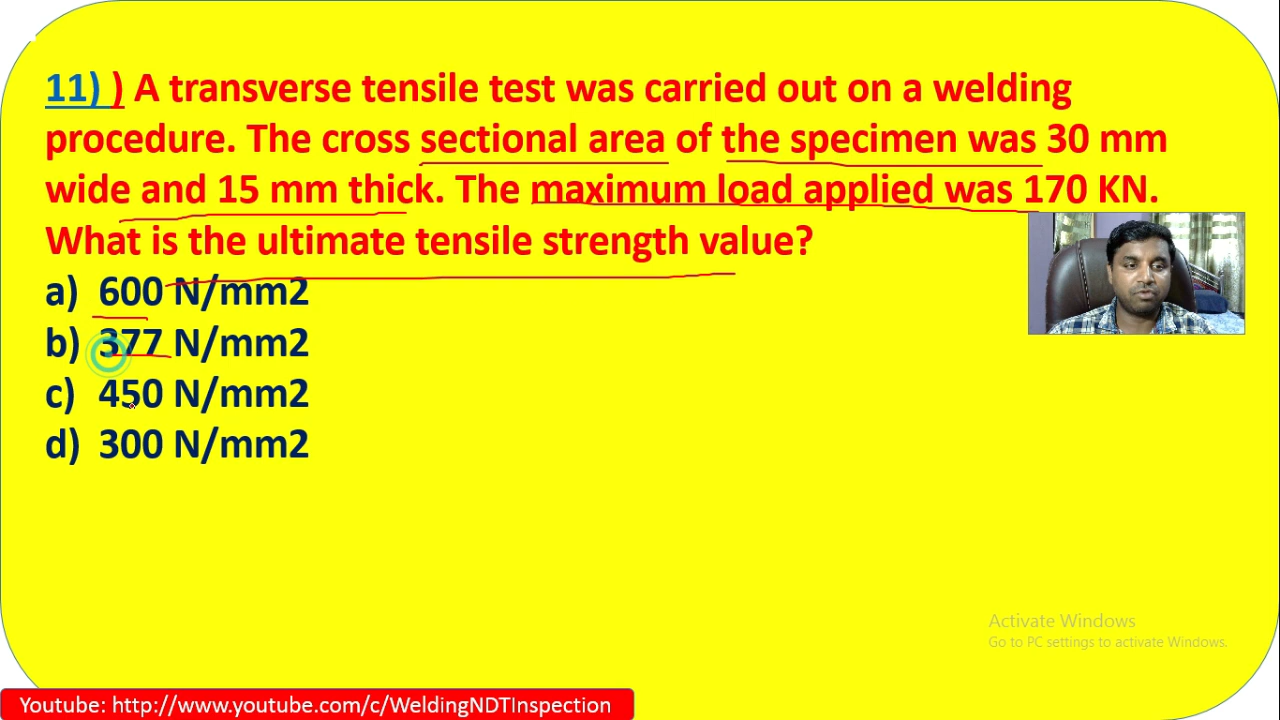 11) ) A transverse tensile test was carried out on a welding
procedure. The cross sectional area of the specimen was 30 mm
wide and 15 mm thick. The maximum load applied was 170 KN.
What is the ultimate tensile strength value?
a) 600 N/mm2
b) 377 N/mm2
c) 450 N/mm2
d) 300 N/mm2
Activate Windows
Go to PC settings to activate Windows.
Youtube: http://www.youtube.com/c/WeldingNDTInspection